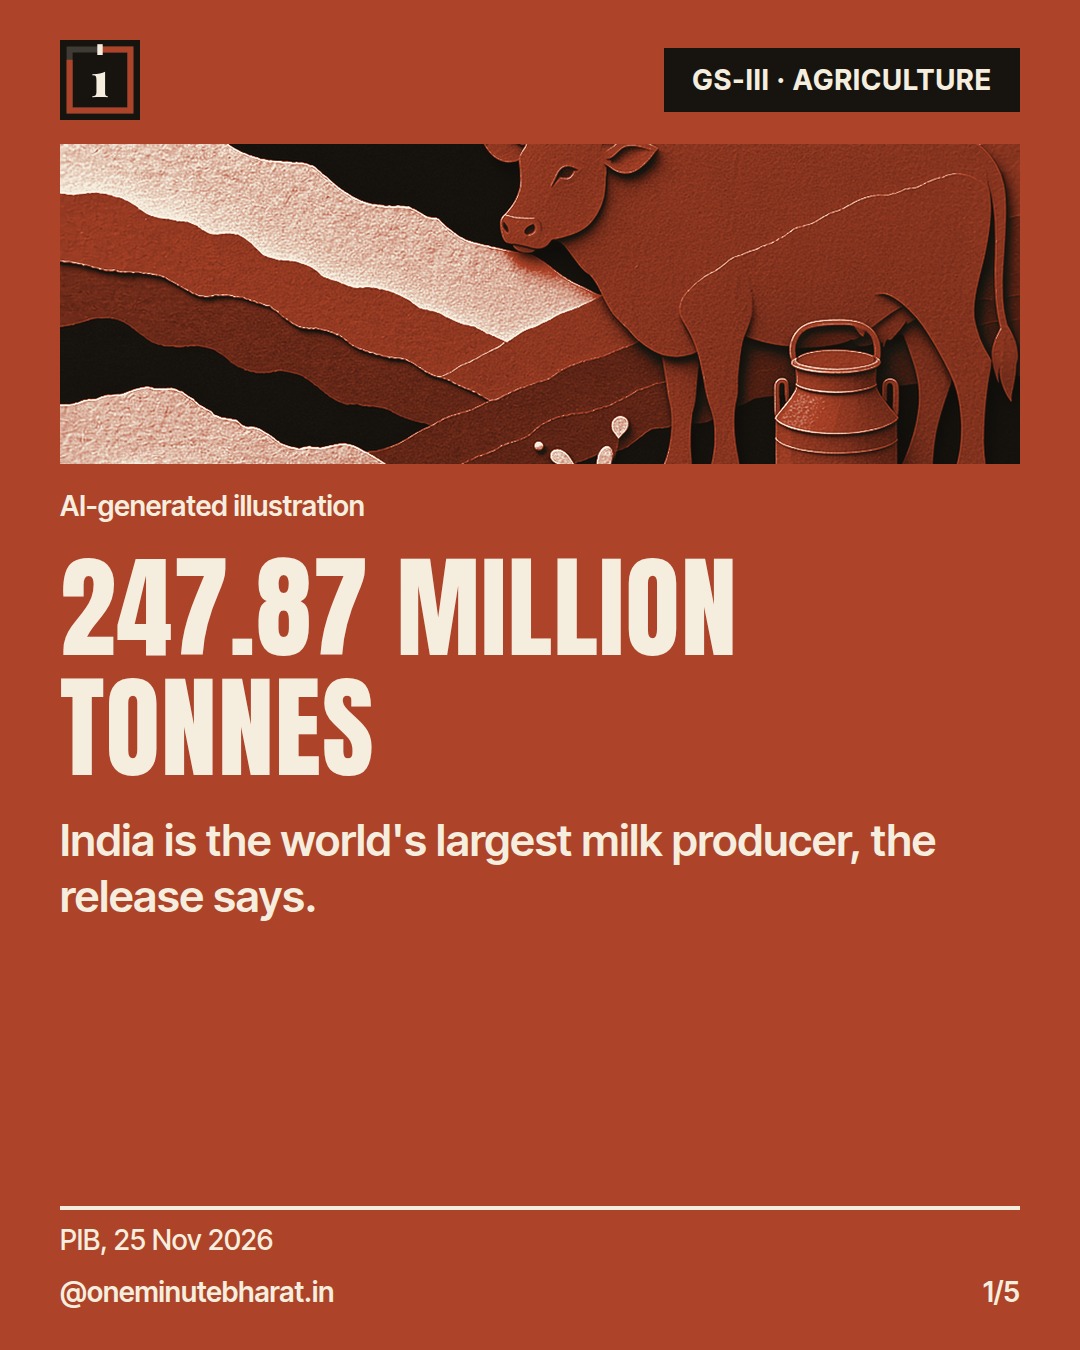 ı
GS-III · AGRICULTURE
AI-generated illustration
247.87 MILLION
TONNES
India is the world's largest milk producer, the
release says.
PIB, 25 Nov 2026
@oneminutebharat.in
1/5